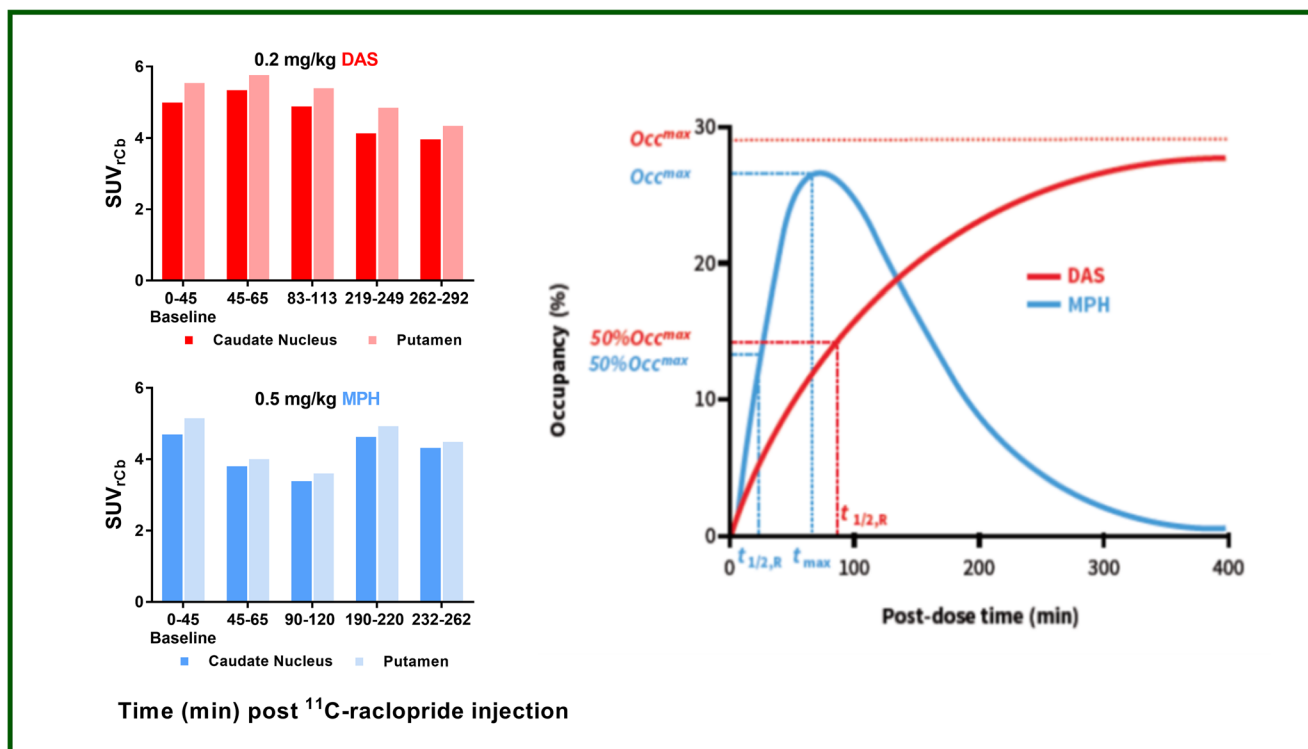 0.2 mg/kg DAS
6
4
2
0
SUVrCb
0-45 45-65 83-113 219-249 262-292
Baseline
Caudate Nucleus Putamen
0.5 mg/kg MPH
6
4
2
0
SUVrCb
0-45 45-65 90-120 190-220 232-262
Baseline
Caudate Nucleus Putamen
Time (min) post ¹¹C-raclopride injection
Occupancy (%)
30
20
10
0
Occmax
Occmax
50%Occmax
50%Occmax
DAS
MPH
t 1/2,R
t 1/2,R t max
0 100 200 300 400
Post-dose time (min)